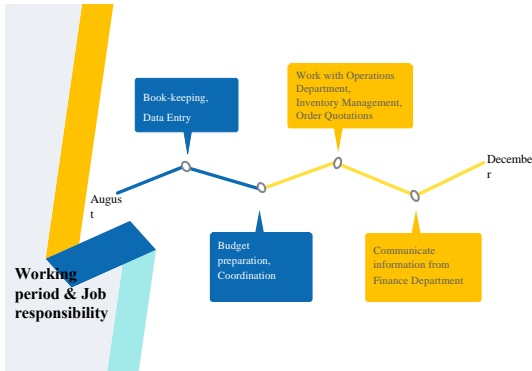 Book-keeping,
Data Entry
Work with Operations
Department,
Inventory Management,
Order Quotations
Decembe
r
Augus
t
Budget
preparation,
Coordination
Communicate
information from
Finance Department
Working
period & Job
responsibility